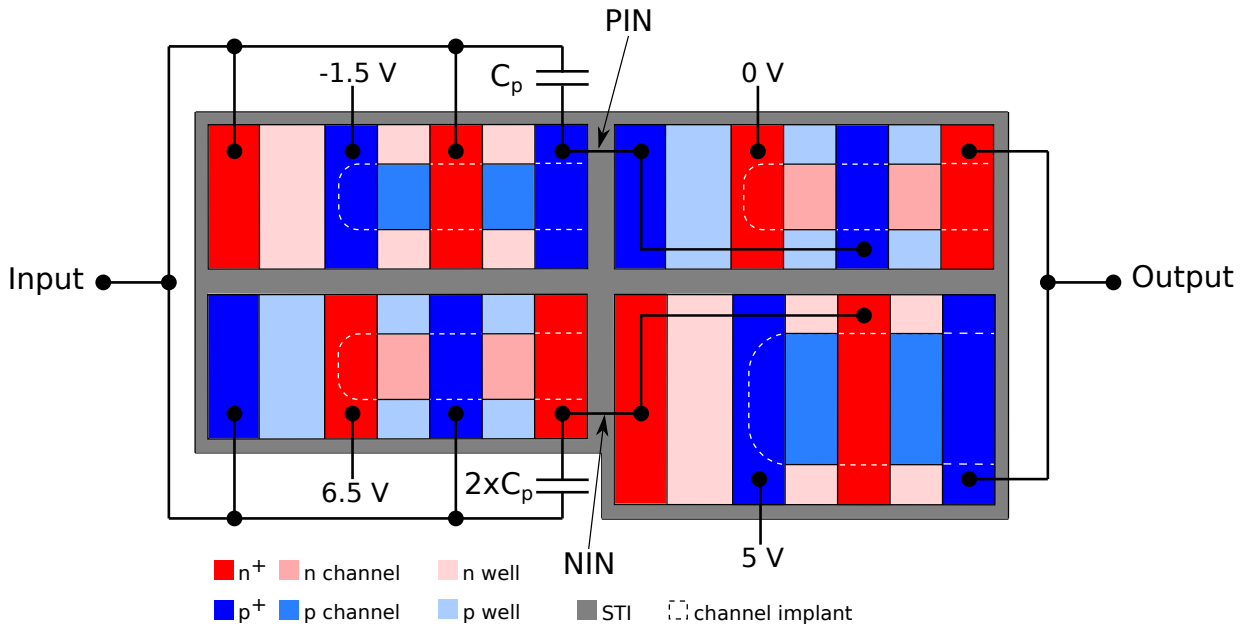 PIN
-1.5 V
Cp
0 V
Input
Output
6.5 V
2xCp
NIN
5 V
n+ n channel n well
p+ p channel p well STI channel implant